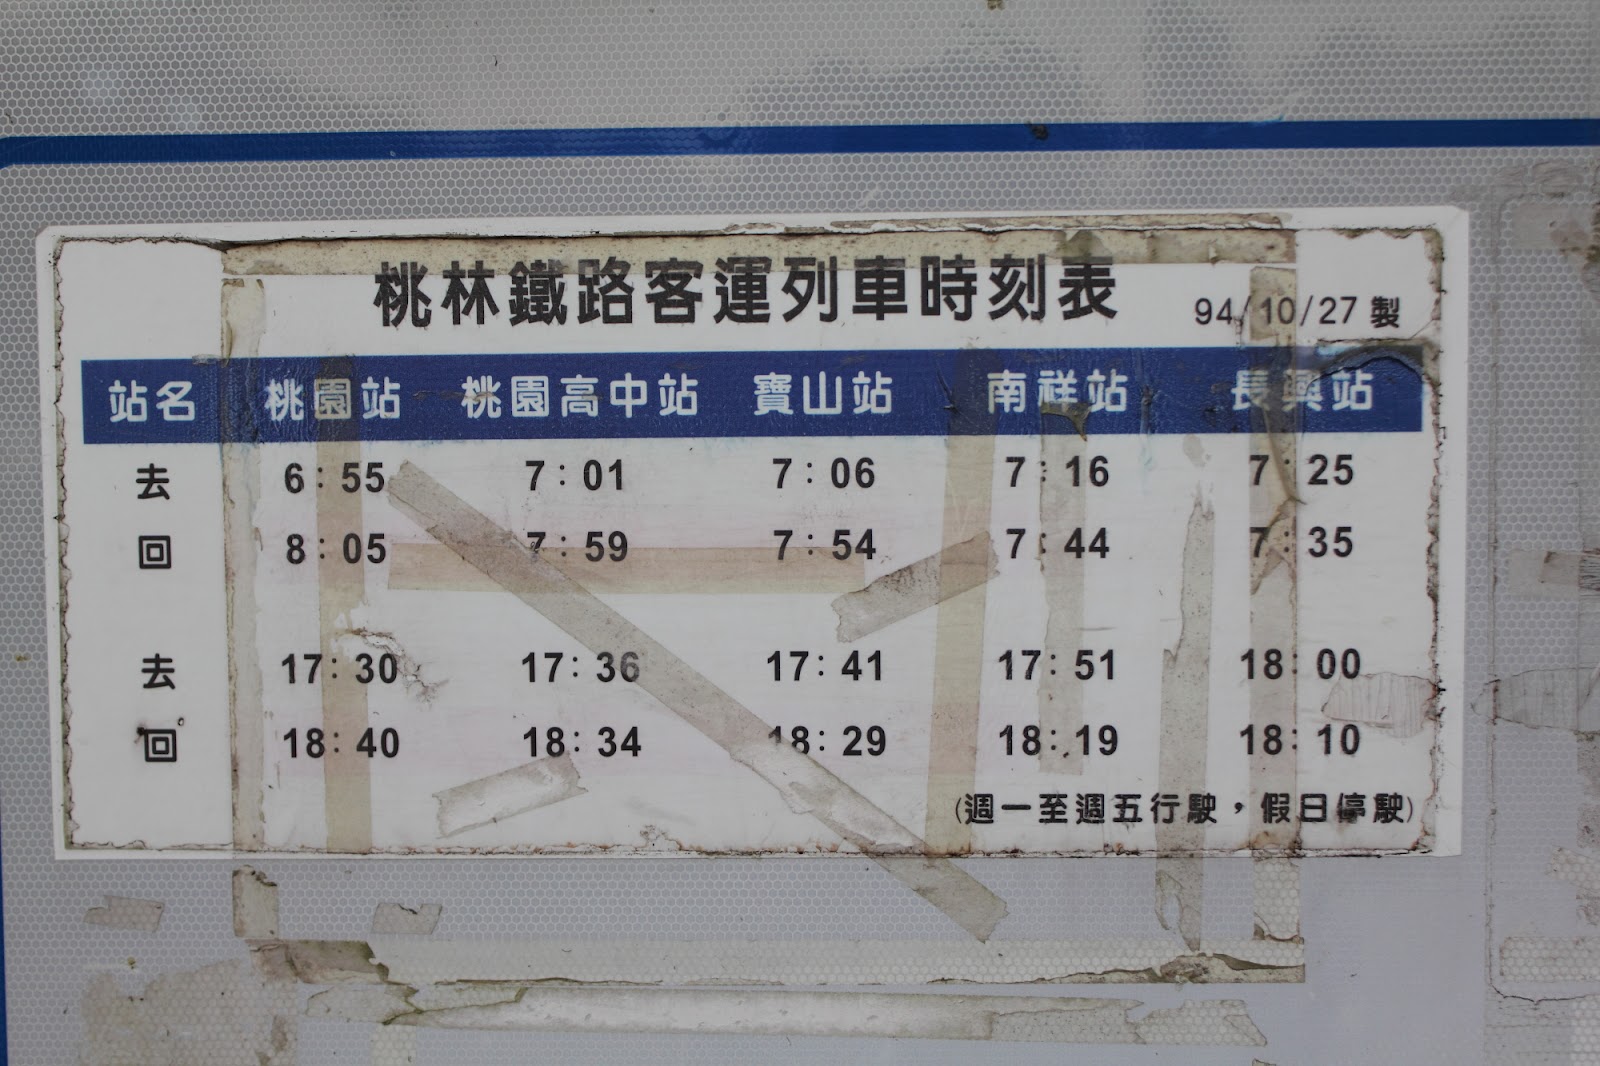 桃林鐵路客運列車時刻表 94/10/27 製
站名 桃園站 桃園高中站 寶山站 南祥站 長興站
去 6:55 7:01 7:06 7:16 7:25
回 8:05 7:59 7:54 7:44 7:35
去 17:30 17:36 17:41 17:51 18:00
回 18:40 18:34 18:29 18:19 18:10
(週一至週五行駛，假日停駛)